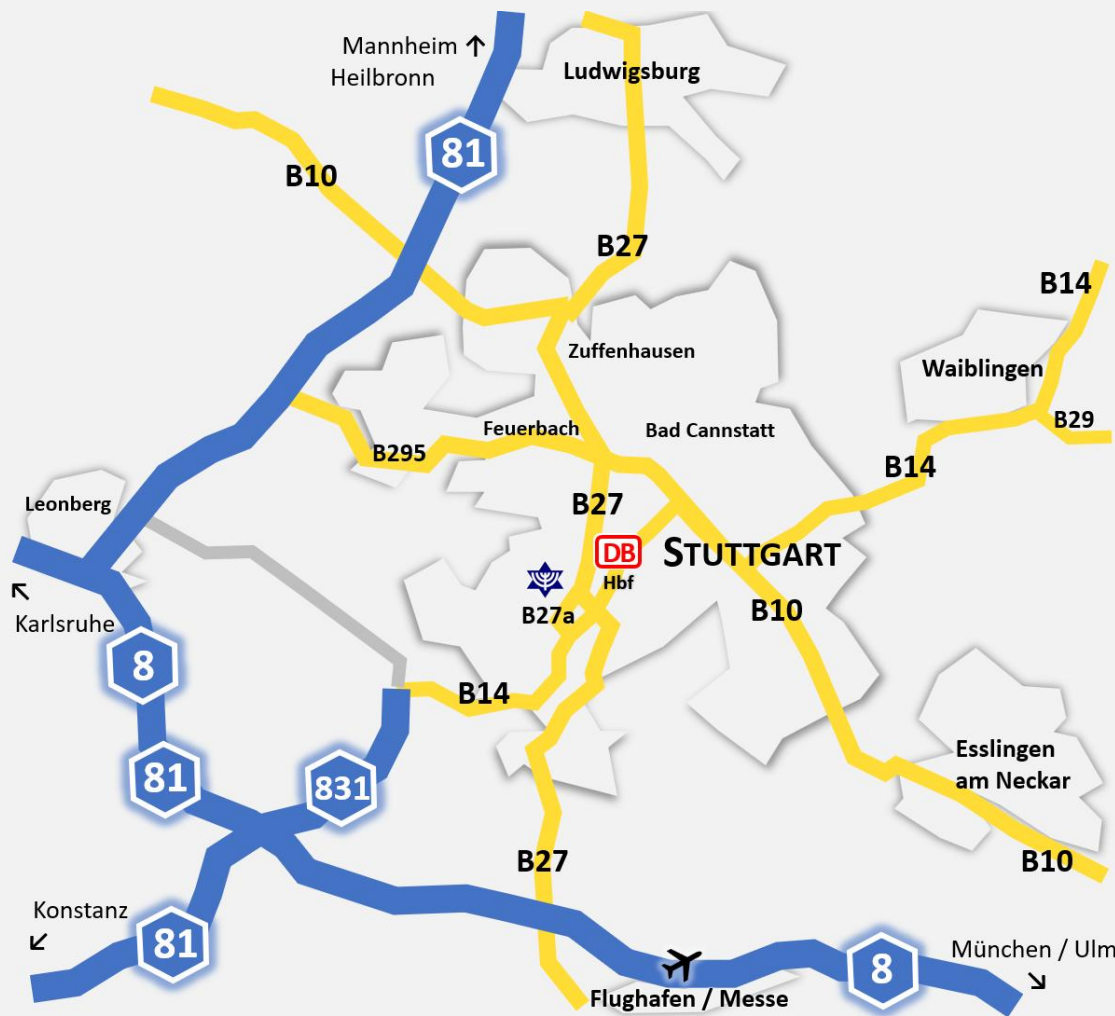 Mannheim ↑
Heilbronn
Ludwigsburg
81
B10
B27
B14
Zuffenhausen
Waiblingen
Feuerbach
Bad Cannstatt
B29
B295
B14
Leonberg
B27
DB
STUTTGART
Hbf
B27a
B10
Karlsruhe
8
B14
81
831
Esslingen
am Neckar
B27
B10
Konstanz
81
München / Ulm
8
Flughafen / Messe